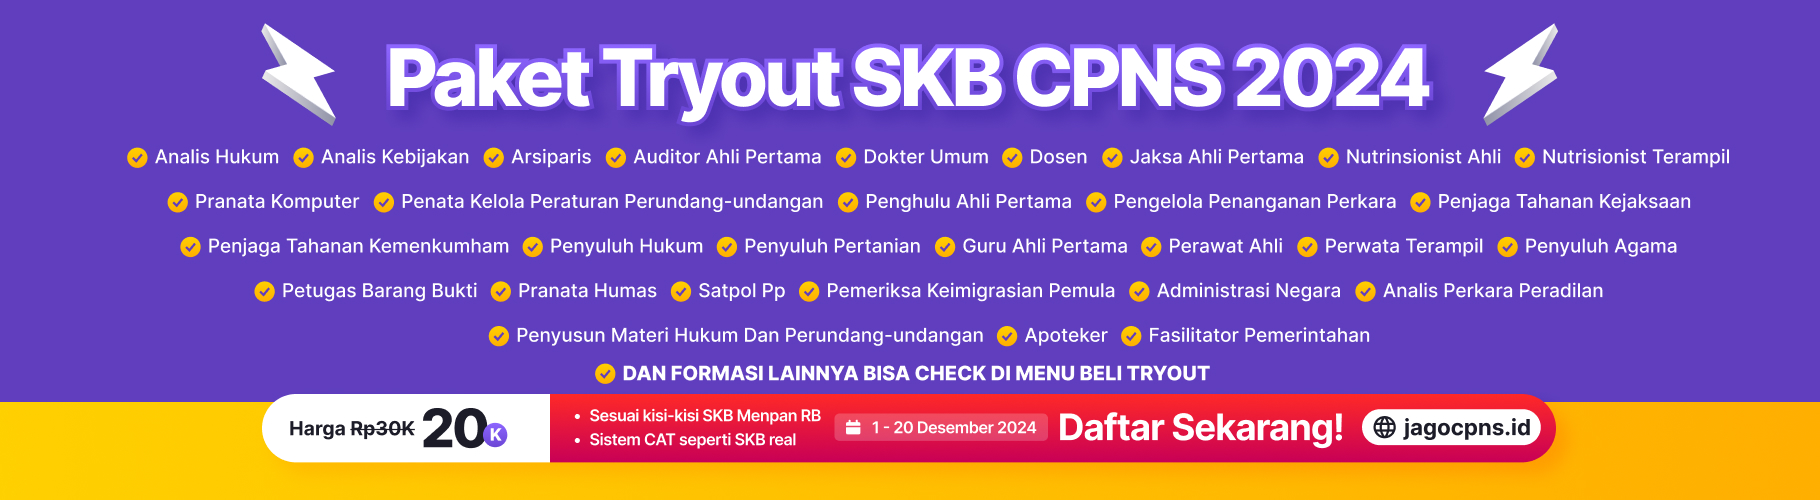 Paket Tryout SKB CPNS 2024
Analis Hukum Analis Kebijakan Arsiparis Auditor Ahli Pertama Dokter Umum Dosen Jaksa Ahli Pertama Nutrinsionist Ahli Nutrisionist Terampil
Pranata Komputer Penata Kelola Peraturan Perundang-undangan Penghulu Ahli Pertama Pengelola Penanganan Perkara Penjaga Tahanan Kejaksaan
Penjaga Tahanan Kemenkumham Penyuluh Hukum Penyuluh Pertanian Guru Ahli Pertama Perawat Ahli Perwata Terampil Penyuluh Agama
Petugas Barang Bukti Pranata Humas Satpol Pp Pemeriksa Keimigrasian Pemula Administrasi Negara Analis Perkara Peradilan
Penyusun Materi Hukum Dan Perundang-undangan Apoteker Fasilitator Pemerintahan
DAN FORMASI LAINNYA BISA CHECK DI MENU BELI TRYOUT
Harga Rp30K 20K
• Sesuai kisi-kisi SKB Menpan RB
• Sistem CAT seperti SKB real
1 - 20 Desember 2024
Daftar Sekarang!
jagocpns.id